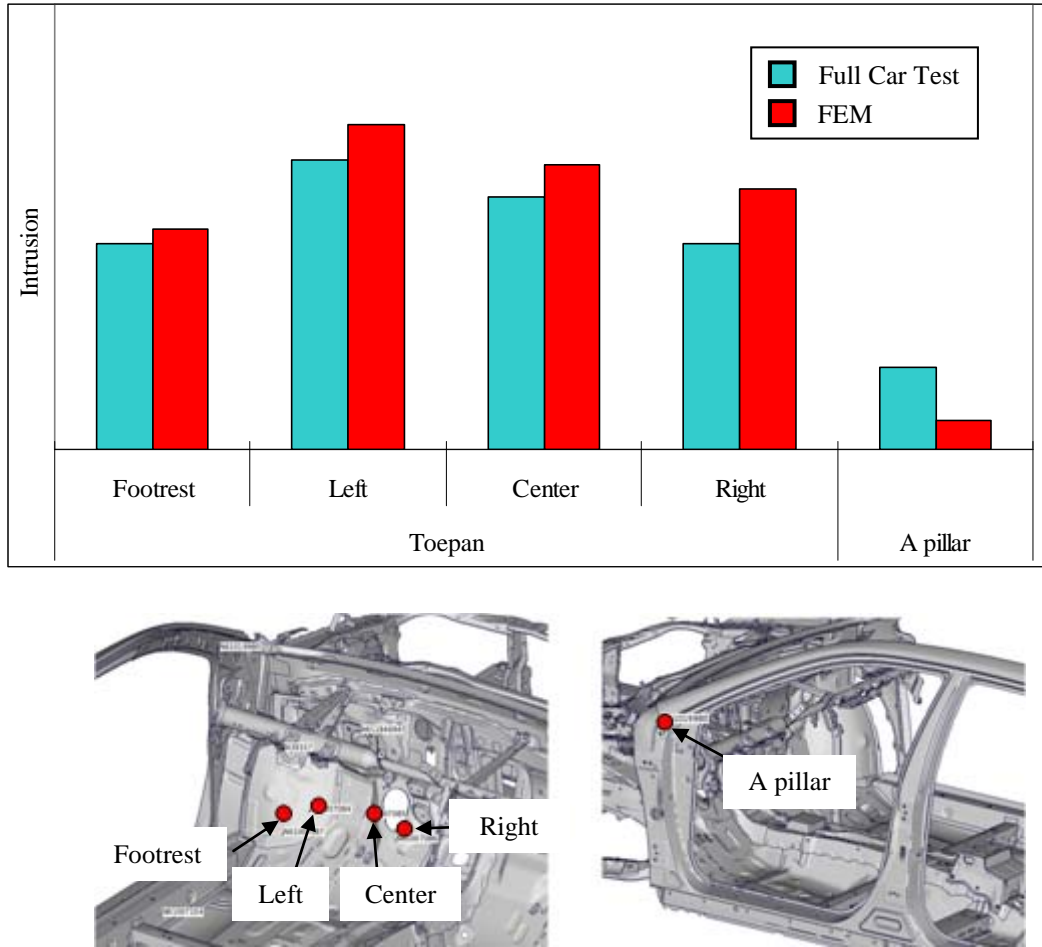 Full Car Test
FEM
Intrusion
Footrest
Left
Center
Right
Toepan
A pillar
A pillar
Right
Footrest
Left
Center